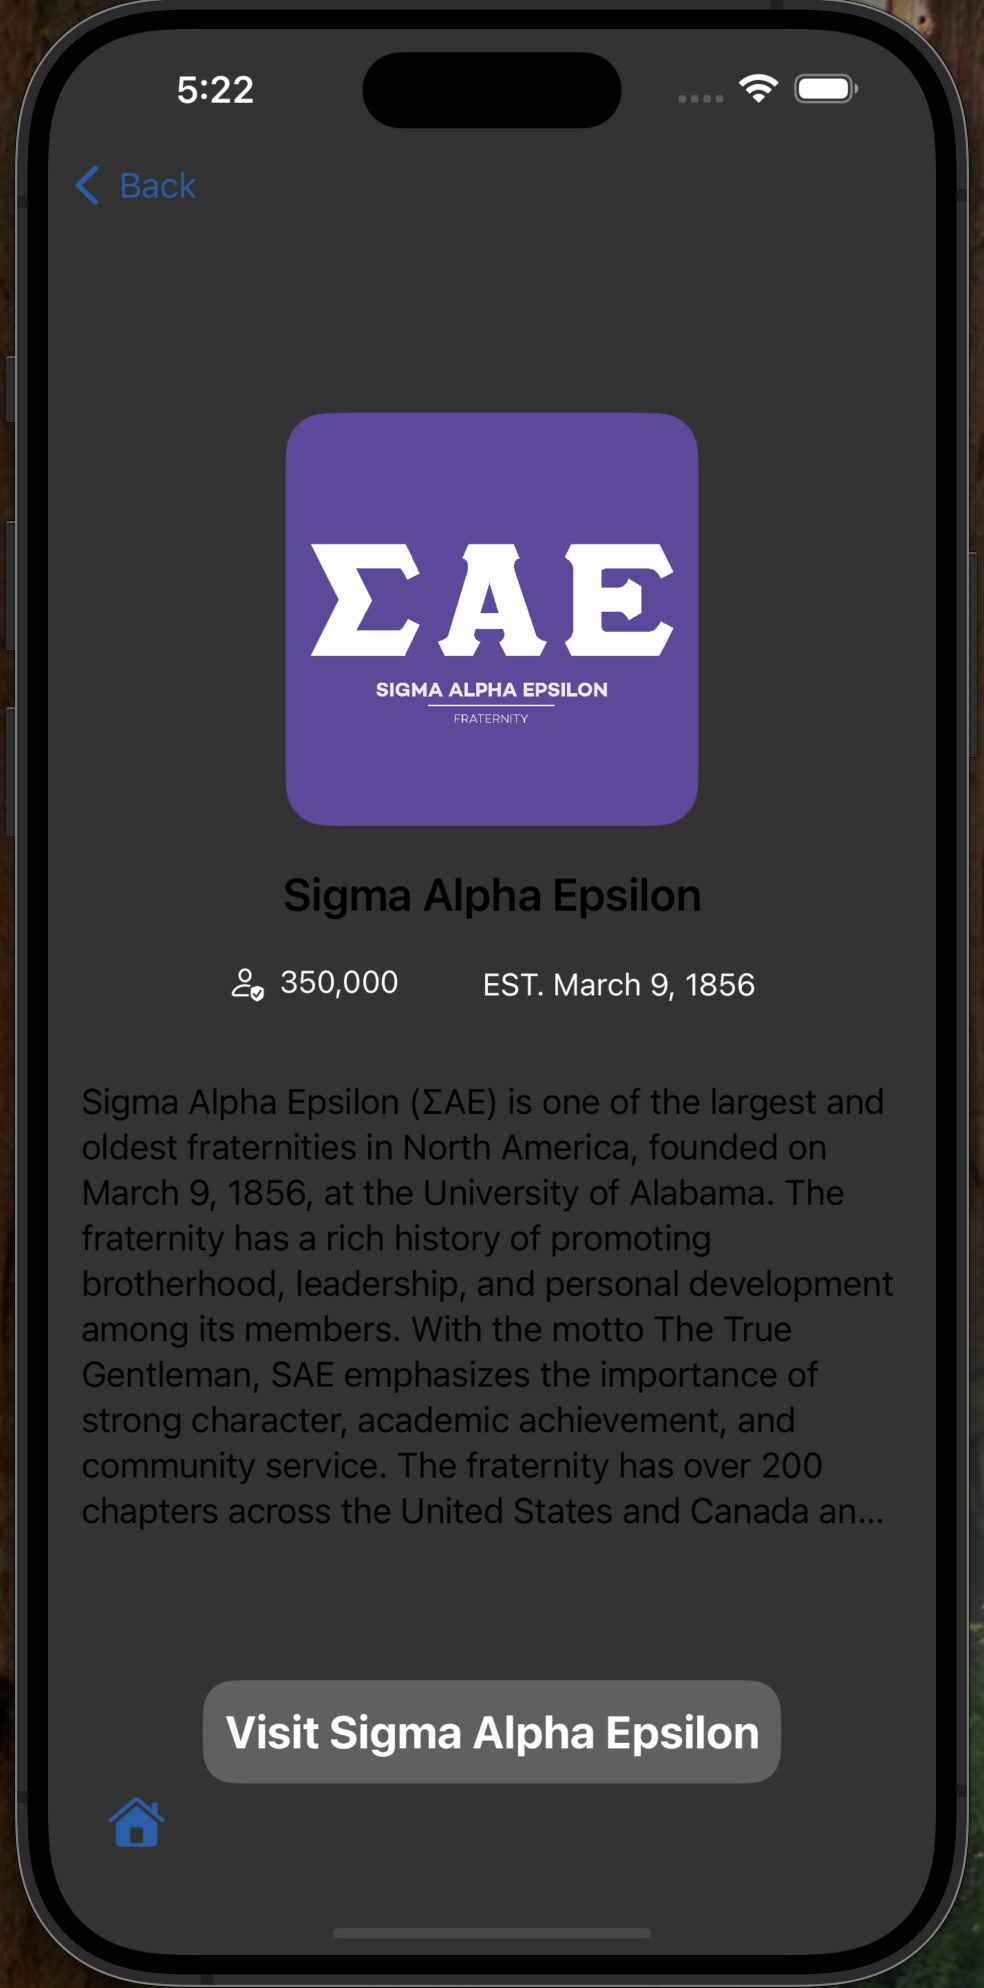 5:22
Back
ΣΑΕ
SIGMA ALPHA EPSILON
FRATERNITY
Sigma Alpha Epsilon
350,000
EST. March 9, 1856
Sigma Alpha Epsilon (ΣAE) is one of the largest and
oldest fraternities in North America, founded on
March 9, 1856, at the University of Alabama. The
fraternity has a rich history of promoting
brotherhood, leadership, and personal development
among its members. With the motto The True
Gentleman, SAE emphasizes the importance of
strong character, academic achievement, and
community service. The fraternity has over 200
chapters across the United States and Canada an...
Visit Sigma Alpha Epsilon